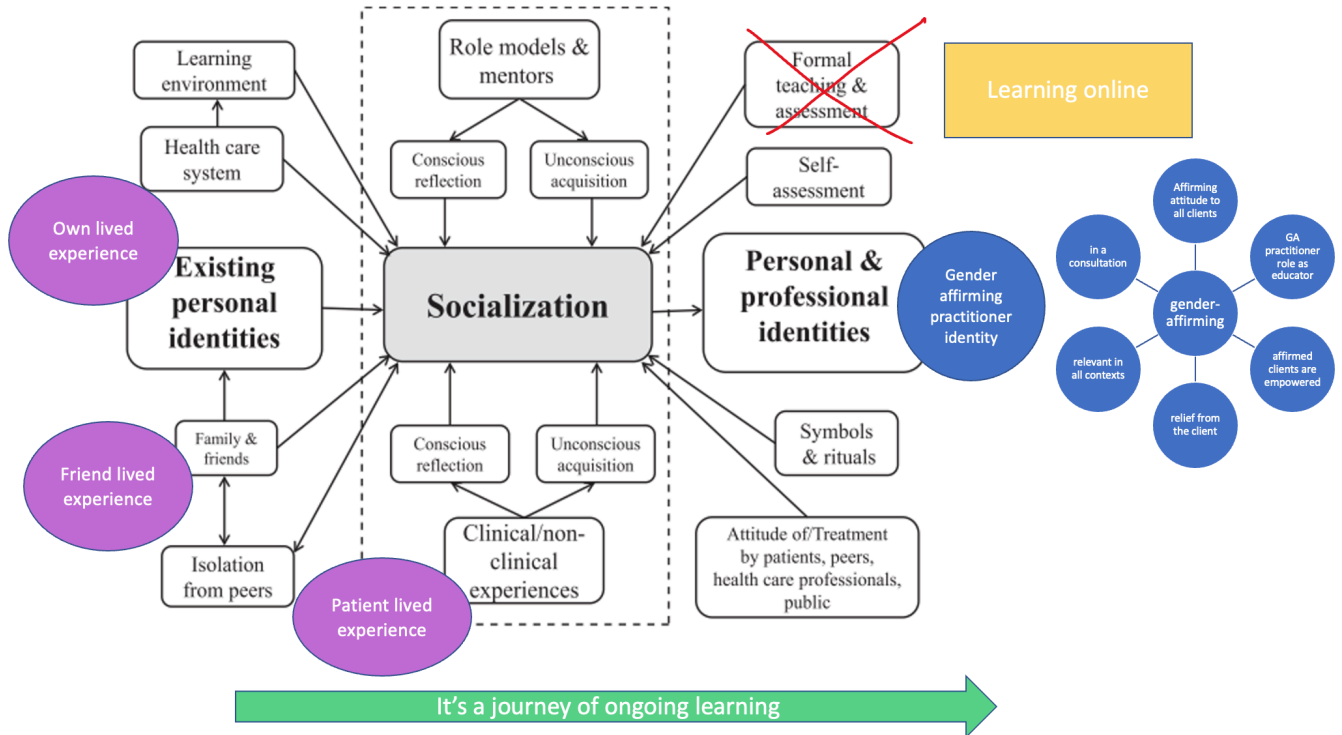 Learning
environment
Health care
system
Own lived
experience
Existing
personal
identities
Family &
friends
Friend lived
experience
Isolation
from peers
Role models &
mentors
Conscious
reflection
Unconscious
acquisition
Socialization
Conscious
reflection
Unconscious
acquisition
Clinical/non-
clinical
experiences
Patient lived
experience
Formal
teaching &
assessment
Self-
assessment
Personal &
professional
identities
Symbols
& rituals
Attitude of/Treatment
by patients, peers,
health care professionals,
public
Learning online
Gender
affirming
practitioner
identity
Affirming
attitude to
all clients
GA
practitioner
role as
educator
affirmed
clients are
empowered
relief from
the client
relevant in
all contexts
in a
consultation
gender-
affirming
It's a journey of ongoing learning